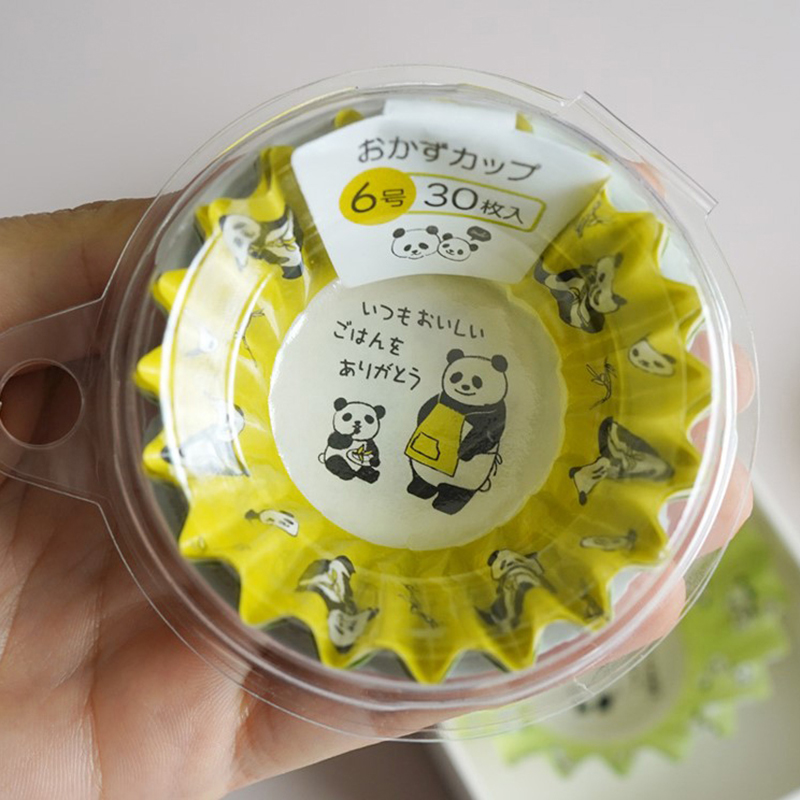 おかずカップ
6号 30枚入
いつもおいしい
ごはんを
ありがとう